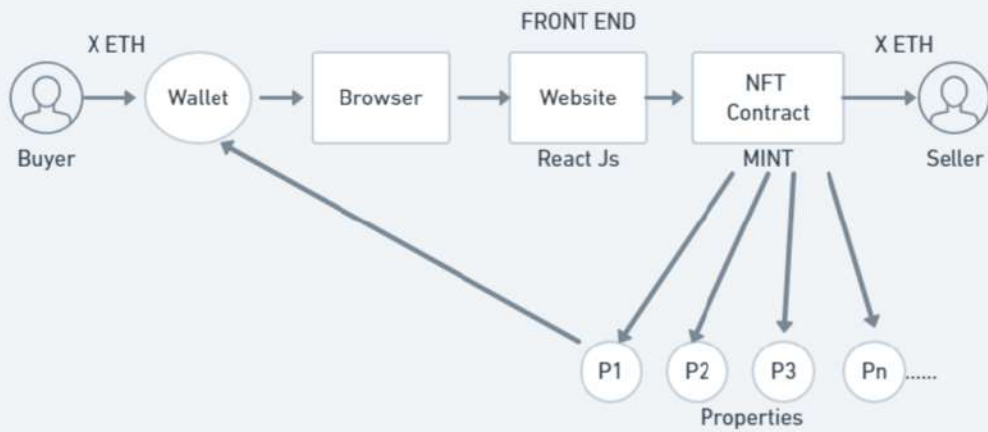 FRONT END
X ETH
X ETH
Wallet
Browser
Website
NFT
Contract
Buyer
React Js
MINT
Seller
P1
P2
P3
Pn ......
Properties